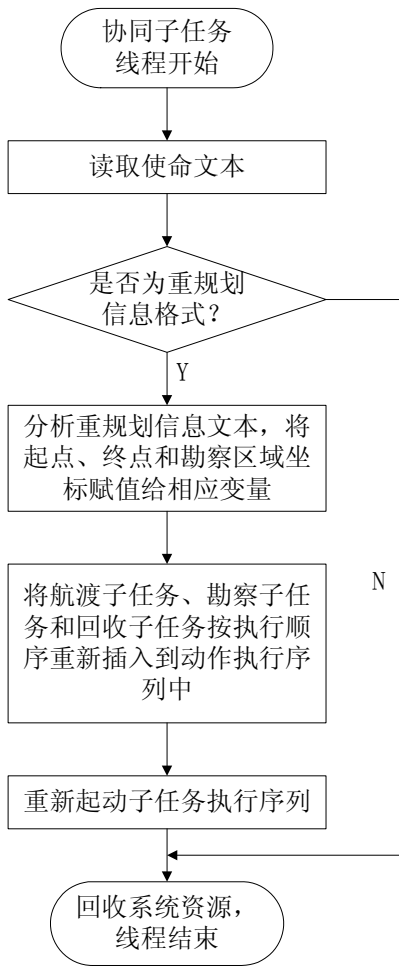 协同子任务
线程开始
读取使命文本
是否为重规划
信息格式?
Y
分析重规划信息文本，将
起点、终点和勘察区域坐
标赋值给相应变量
N
将航渡子任务、勘察子任
务和回收子任务按执行顺
序重新插入到动作执行序
列中
重新起动子任务执行序列
回收系统资源，
线程结束